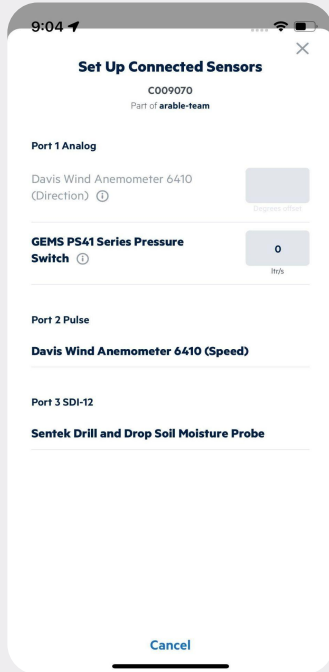 9:04
Set Up Connected Sensors
C009070
Part of arable-team
Port 1 Analog
Davis Wind Anemometer 6410
(Direction)
Degrees offset
GEMS PS41 Series Pressure
Switch
0
ltr/s
Port 2 Pulse
Davis Wind Anemometer 6410 (Speed)
Port 3 SDI-12
Sentek Drill and Drop Soil Moisture Probe
Cancel